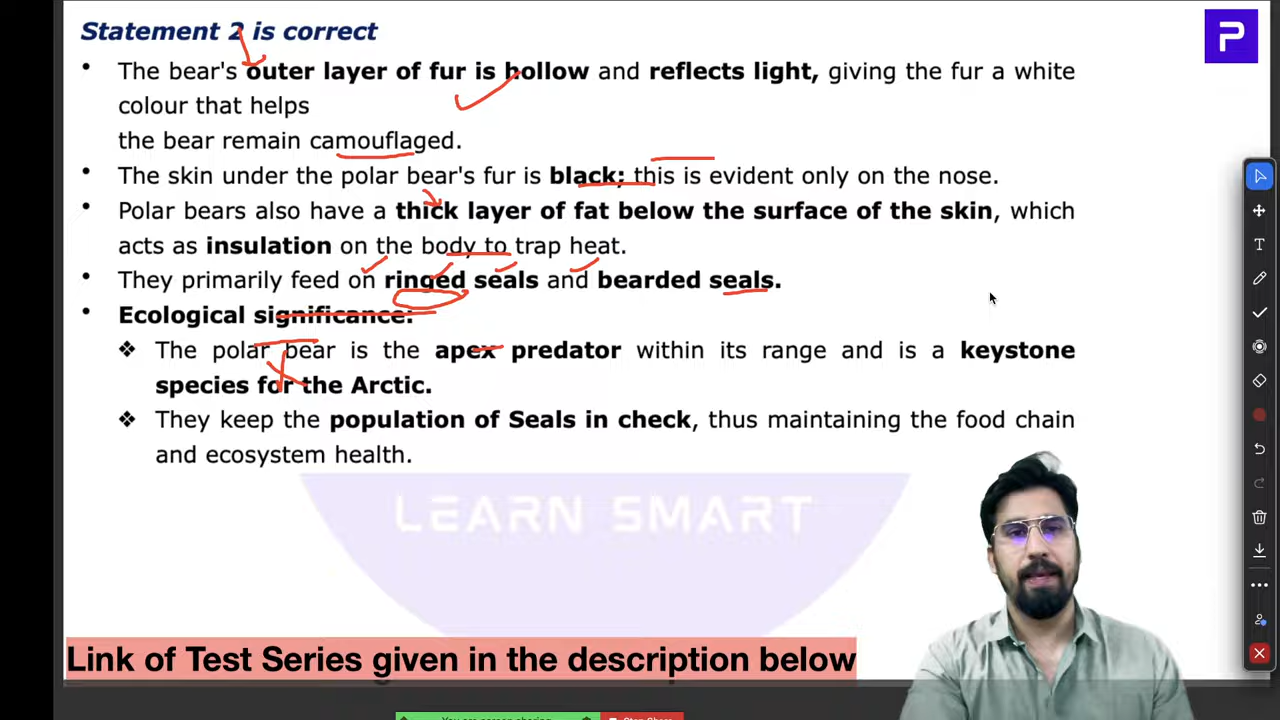 Statement 2 is correct
P
• The bear's outer layer of fur is hollow and reflects light, giving the fur a white
colour that helps
the bear remain camouflaged.
• The skin under the polar bear's fur is black; this is evident only on the nose.
• Polar bears also have a thick layer of fat below the surface of the skin, which
acts as insulation on the body to trap heat.
• They primarily feed on ringed seals and bearded seals.
• Ecological significance:
❖ The polar bear is the apex predator within its range and is a keystone
species for the Arctic.
❖ They keep the population of Seals in check, thus maintaining the food chain
and ecosystem health.
LEARN SMART
Link of Test Series given in the description below
You are screen sharing
Stop Share